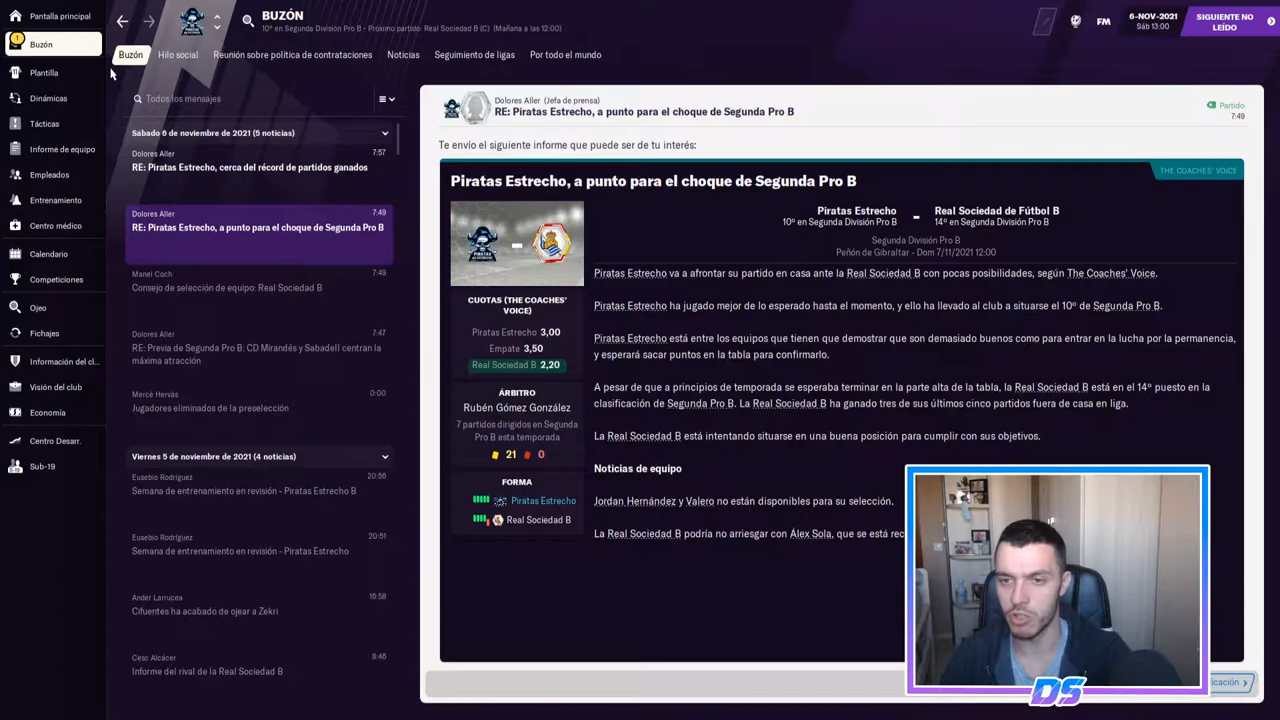 Pantalla principal
Buzón
1
Plantilla
Dinámicas
Tácticas
Informe de equipo
Empleados
Entrenamiento
Centro médico
Calendario
Competiciones
Ojeo
Fichajes
Información del cl...
Visión del club
Economía
Centro Desarr.
Sub-19
BUZÓN
10º en Segunda División Pro B - Próximo partido: Real Sociedad B (C) (Mañana a las 12:00)
FM
6-NOV-2021
Sáb 13:00
SIGUIENTE NO LEÍDO
Buzón
Hilo social
Reunión sobre política de contrataciones
Noticias
Seguimiento de ligas
Por todo el mundo
Todos los mensajes
Sábado 6 de noviembre de 2021 (5 noticias)
Dolores Aller 7:57
RE: Piratas Estrecho, cerca del récord de partidos ganados
Dolores Aller 7:49
RE: Piratas Estrecho, a punto para el choque de Segunda Pro B
Manel Coch 7:49
Consejo de selección de equipo: Real Sociedad B
Dolores Aller 7:47
RE: Previa de Segunda Pro B: CD Mirandés y Sabadell centran la
máxima atracción
Mercè Hervás 0:00
Jugadores eliminados de la preselección
Viernes 5 de noviembre de 2021 (4 noticias)
Eusebio Rodríguez 20:56
Semana de entrenamiento en revisión - Piratas Estrecho B
Eusebio Rodríguez 20:51
Semana de entrenamiento en revisión - Piratas Estrecho
Ander Larrucea 16:58
Cifuentes ha acabado de ojear a Zekri
Cesc Alcácer 8:46
Informe del rival de la Real Sociedad B
Dolores Aller (Jefa de prensa)
RE: Piratas Estrecho, a punto para el choque de Segunda Pro B
Partido
7:49
Te envío el siguiente informe que puede ser de tu interés:
THE COACHES' VOICE
Piratas Estrecho, a punto para el choque de Segunda Pro B
Piratas Estrecho - Real Sociedad de Fútbol B
10º en Segunda División Pro B 14º en Segunda División Pro B
Segunda División Pro B
Peñón de Gibraltar - Dom 7/11/2021 12:00
CUOTAS (THE COACHES'
VOICE)
Piratas Estrecho 3,00
Empate 3,50
Real Sociedad B 2,20
ÁRBITRO
Rubén Gómez González
7 partidos dirigidos en Segunda
Pro B esta temporada
21 0
FORMA
Piratas Estrecho
Real Sociedad B
Piratas Estrecho va a afrontar su partido en casa ante la Real Sociedad B con pocas posibilidades, según The Coaches' Voice.
Piratas Estrecho ha jugado mejor de lo esperado hasta el momento, y ello ha llevado al club a situarse el 10º de Segunda Pro B.
Piratas Estrecho está entre los equipos que tienen que demostrar que son demasiado buenos como para entrar en la lucha por la permanencia,
y esperará sacar puntos en la tabla para confirmarlo.
A pesar de que a principios de temporada se esperaba terminar en la parte alta de la tabla, la Real Sociedad B está en el 14º puesto en la
clasificación de Segunda Pro B. La Real Sociedad B ha ganado tres de sus últimos cinco partidos fuera de casa en liga.
La Real Sociedad B está intentando situarse en una buena posición para cumplir con sus objetivos.
Noticias de equipo
Jordan Hernández y Valero no están disponibles para su selección.
La Real Sociedad B podría no arriesgar con Álex Sola, que se está rec
icación
DS